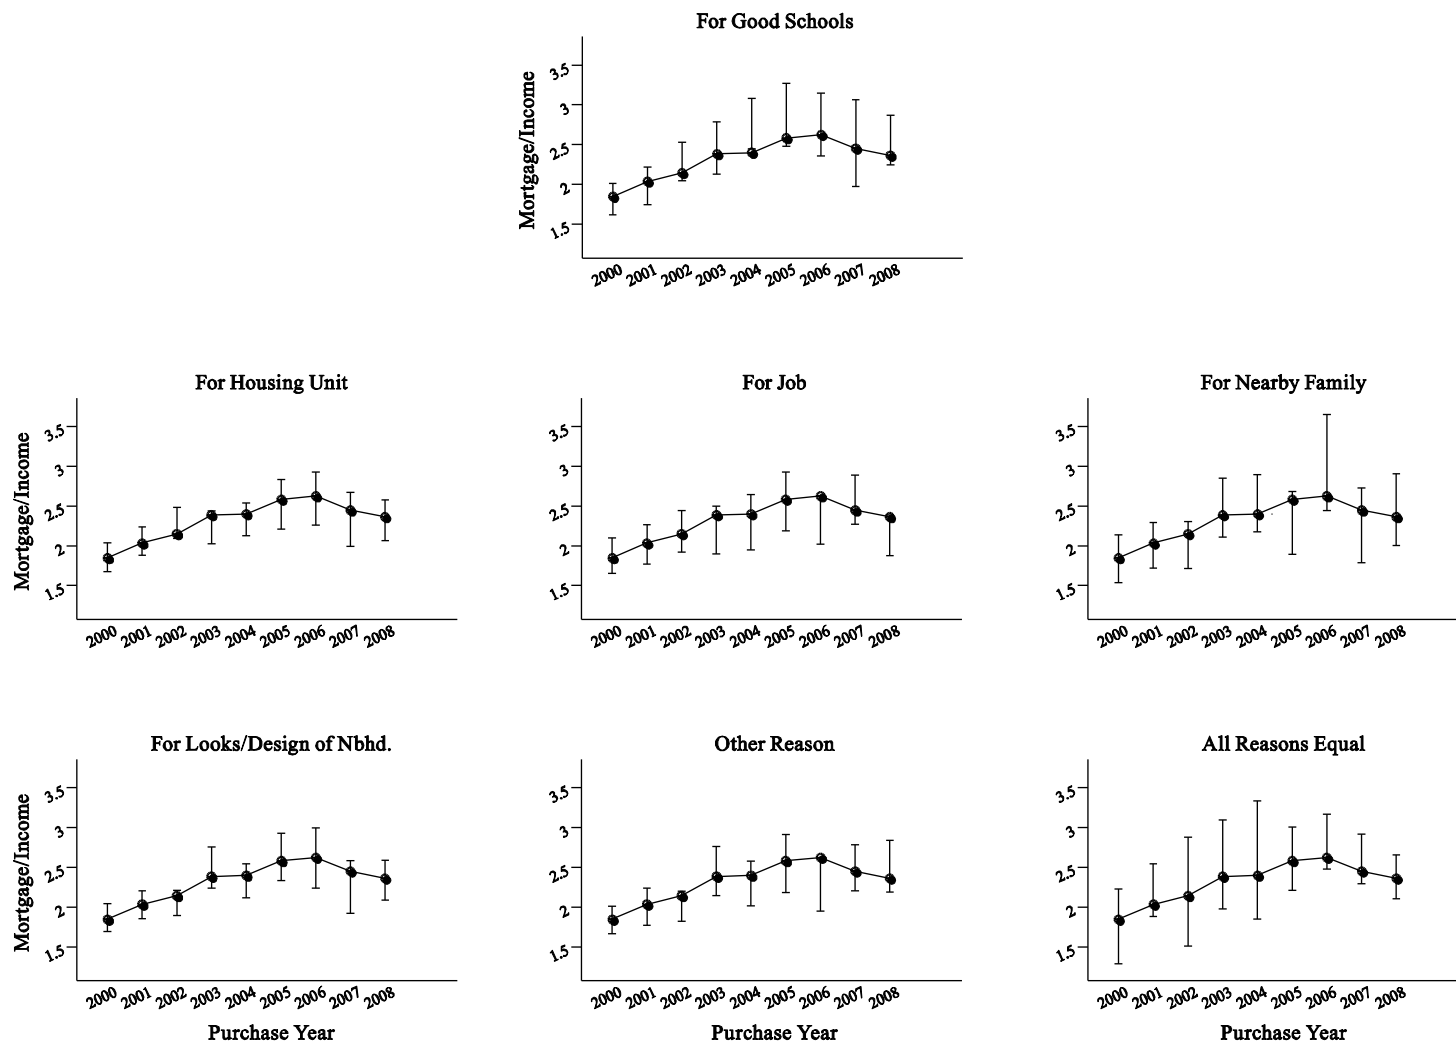 For Good Schools
Mortgage/Income
3.5
3
2.5
2
1.5
2000 2001 2002 2003 2004 2005 2006 2007 2008
For Housing Unit
Mortgage/Income
3.5
3
2.5
2
1.5
2000 2001 2002 2003 2004 2005 2006 2007 2008
For Job
3.5
3
2.5
2
1.5
2000 2001 2002 2003 2004 2005 2006 2007 2008
For Nearby Family
3.5
3
2.5
2
1.5
2000 2001 2002 2003 2004 2005 2006 2007 2008
For Looks/Design of Nbhd.
Mortgage/Income
3.5
3
2.5
2
1.5
2000 2001 2002 2003 2004 2005 2006 2007 2008
Purchase Year
Other Reason
3.5
3
2.5
2
1.5
2000 2001 2002 2003 2004 2005 2006 2007 2008
Purchase Year
All Reasons Equal
3.5
3
2.5
2
1.5
2000 2001 2002 2003 2004 2005 2006 2007 2008
Purchase Year